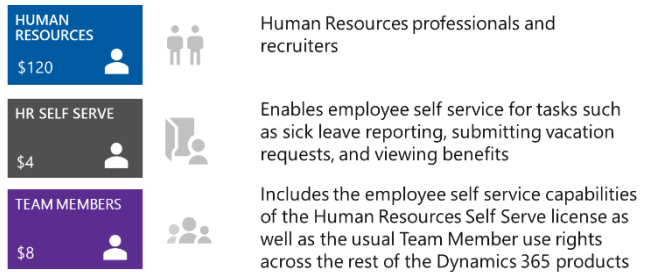 HUMAN
RESOURCES
$120
Human Resources professionals and
recruiters
HR SELF SERVE
$4
Enables employee self service for tasks such
as sick leave reporting, submitting vacation
requests, and viewing benefits
TEAM MEMBERS
$8
Includes the employee self service capabilities
of the Human Resources Self Serve license as
well as the usual Team Member use rights
across the rest of the Dynamics 365 products